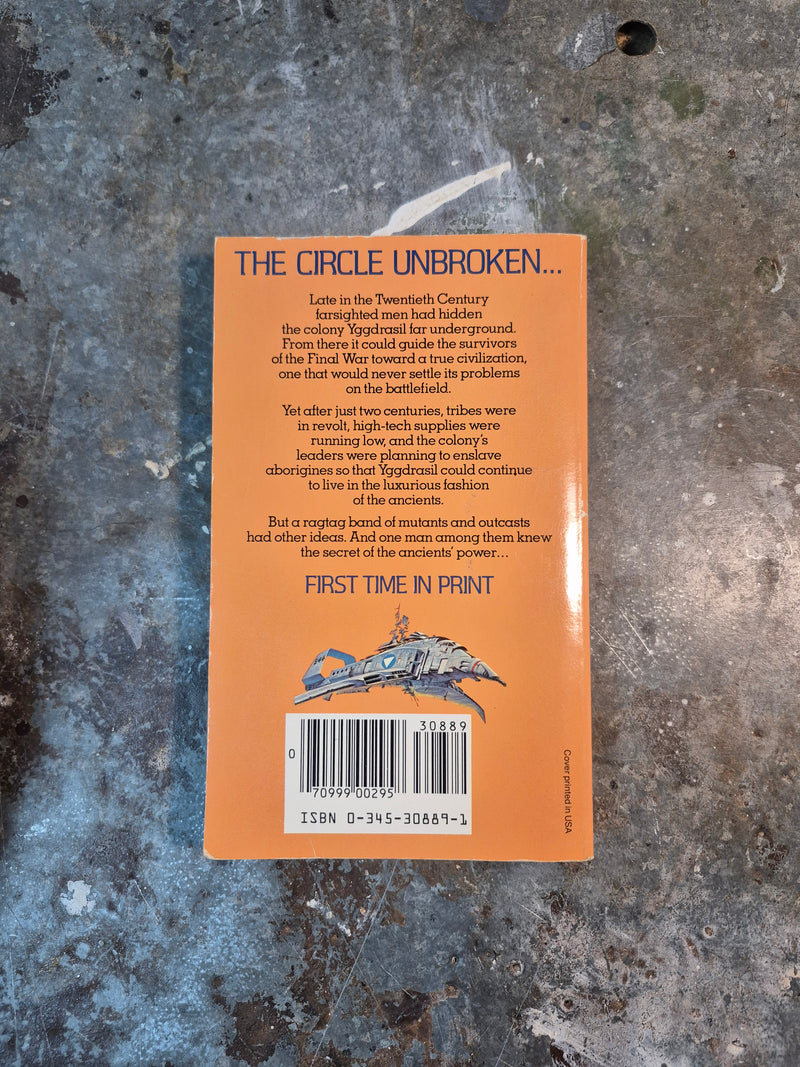 THE CIRCLE UNBROKEN...
Late in the Twentieth Century
farsighted men had hidden
the colony Yggdrasil far underground.
From there it could guide the survivors
of the Final War toward a true civilization,
one that would never settle its problems
on the battlefield.
Yet after just two centuries, tribes were
in revolt, high-tech supplies were
running low, and the colony's
leaders were planning to enslave
aborigines so that Yggdrasil could continue
to live in the luxurious fashion
of the ancients.
But a ragtag band of mutants and outcasts
had other ideas. And one man among them knew
the secret of the ancients' power...
FIRST TIME IN PRINT
30889
0
70999 00295
ISBN 0-345-30889-1
Cover printed in USA